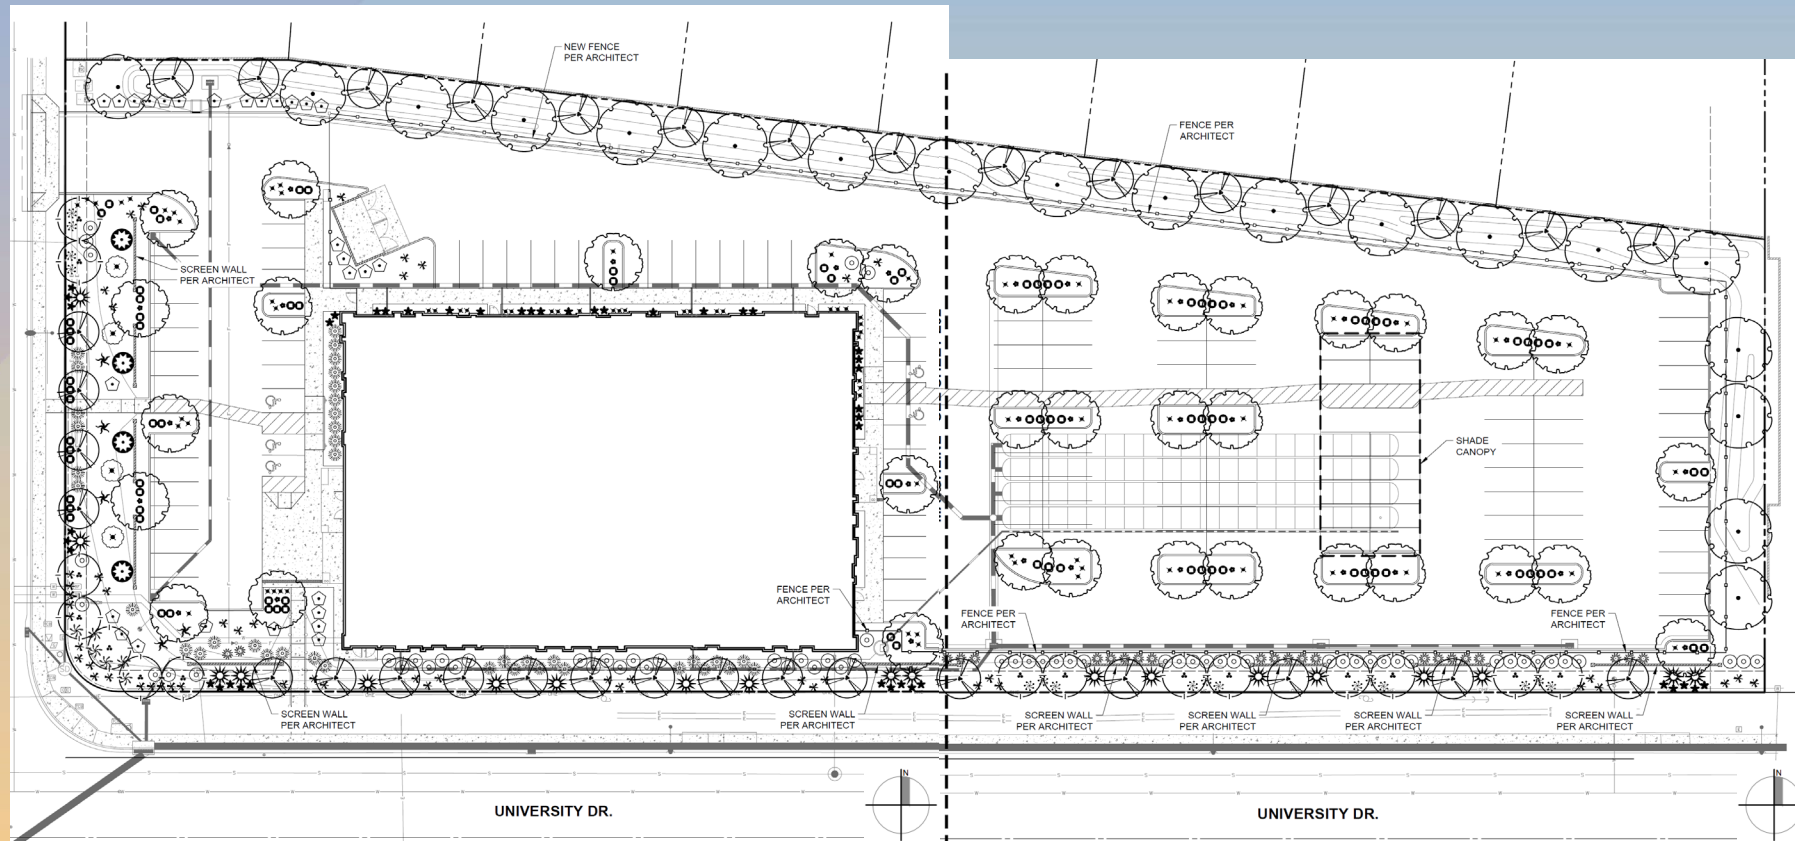 NEW FENCE
PER ARCHITECT
FENCE PER
ARCHITECT
SCREEN WALL
PER ARCHITECT
SHADE
CANOPY
FENCE PER
ARCHITECT
FENCE PER
ARCHITECT
FENCE PER
ARCHITECT
SCREEN WALL
PER ARCHITECT
SCREEN WALL
PER ARCHITECT
SCREEN WALL
PER ARCHITECT
SCREEN WALL
PER ARCHITECT
SCREEN WALL
PER ARCHITECT
SCREEN WALL
PER ARCHITECT
N
N
UNIVERSITY DR.
UNIVERSITY DR.